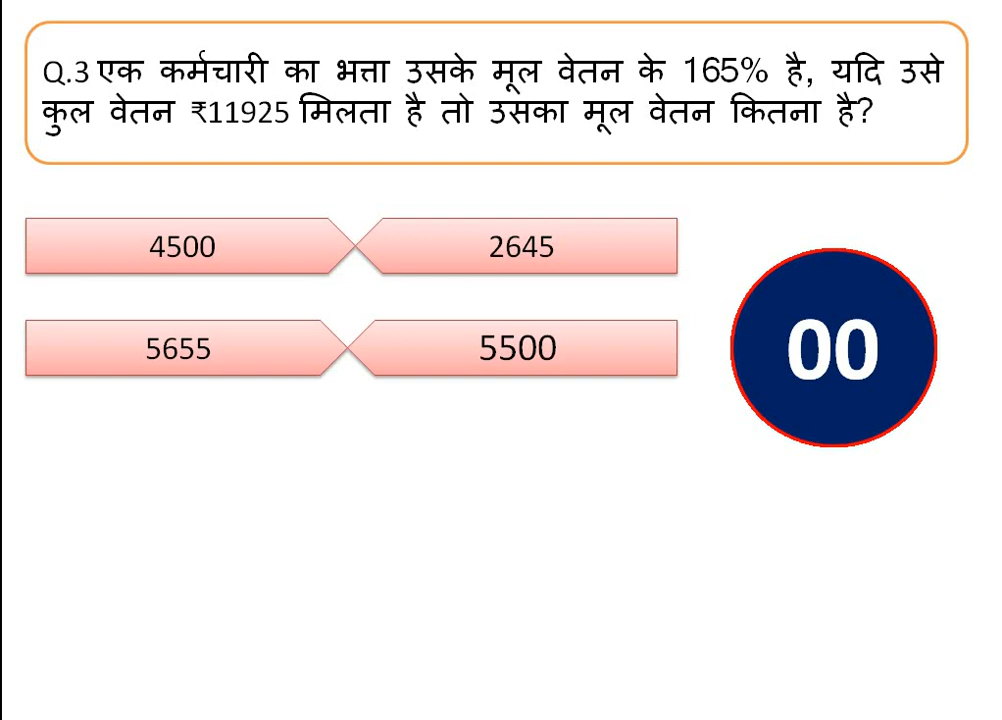 Q.3 एक कर्मचारी का भत्ता उसके मूल वेतन के 165% है, यदि उसे
कुल वेतन ₹11925 मिलता है तो उसका मूल वेतन कितना है?
4500 2645
5655 5500
00